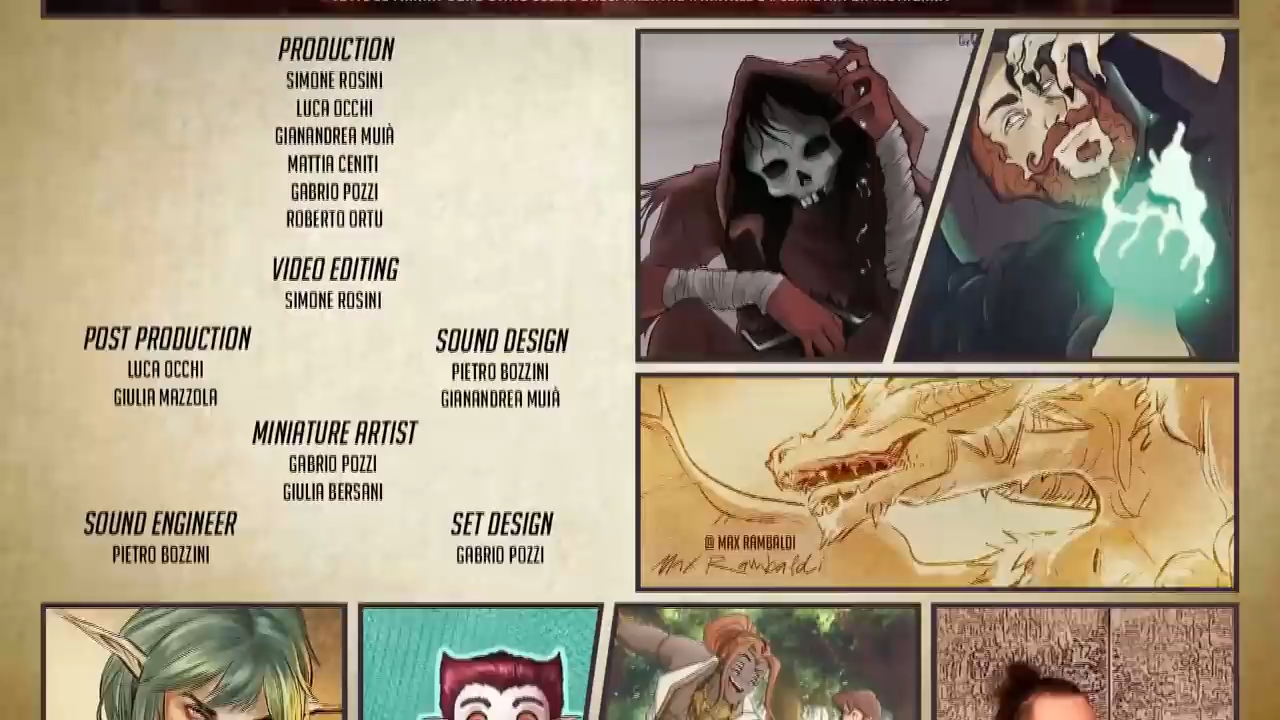 PRODUCTION
SIMONE ROSINI
LUCA OCCHI
GIANANDREA MUIÀ
MATTIA CENITI
GABRIO POZZI
ROBERTO ORTU
VIDEO EDITING
SIMONE ROSINI
POST PRODUCTION
LUCA OCCHI
GIULIA MAZZOLA
SOUND DESIGN
PIETRO BOZZINI
GIANANDREA MUIÀ
MINIATURE ARTIST
GABRIO POZZI
GIULIA BERSANI
SOUND ENGINEER
PIETRO BOZZINI
SET DESIGN
GABRIO POZZI
@ MAX RAMBALDI
Max Rambaldi